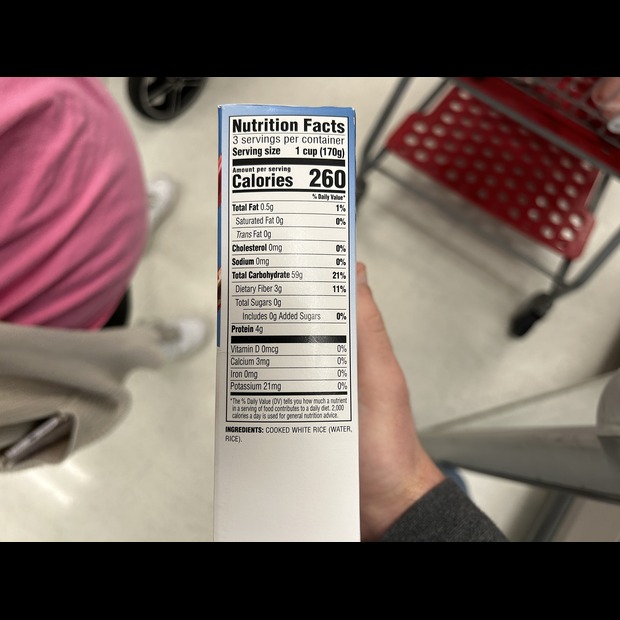 Nutrition Facts
3 servings per container
Serving size 1 cup (170g)
Amount per serving
Calories 260
% Daily Value*
Total Fat 0.5g 1%
Saturated Fat 0g 0%
Trans Fat 0g
Cholesterol 0mg 0%
Sodium 0mg 0%
Total Carbohydrate 59g 21%
Dietary Fiber 3g 11%
Total Sugars 0g
Includes 0g Added Sugars 0%
Protein 4g
Vitamin D 0mcg 0%
Calcium 3mg 0%
Iron 0mg 0%
Potassium 21mg 0%
*The % Daily Value (DV) tells you how much a nutrient
in a serving of food contributes to a daily diet. 2,000
calories a day is used for general nutrition advice.
INGREDIENTS: COOKED WHITE RICE (WATER,
RICE).